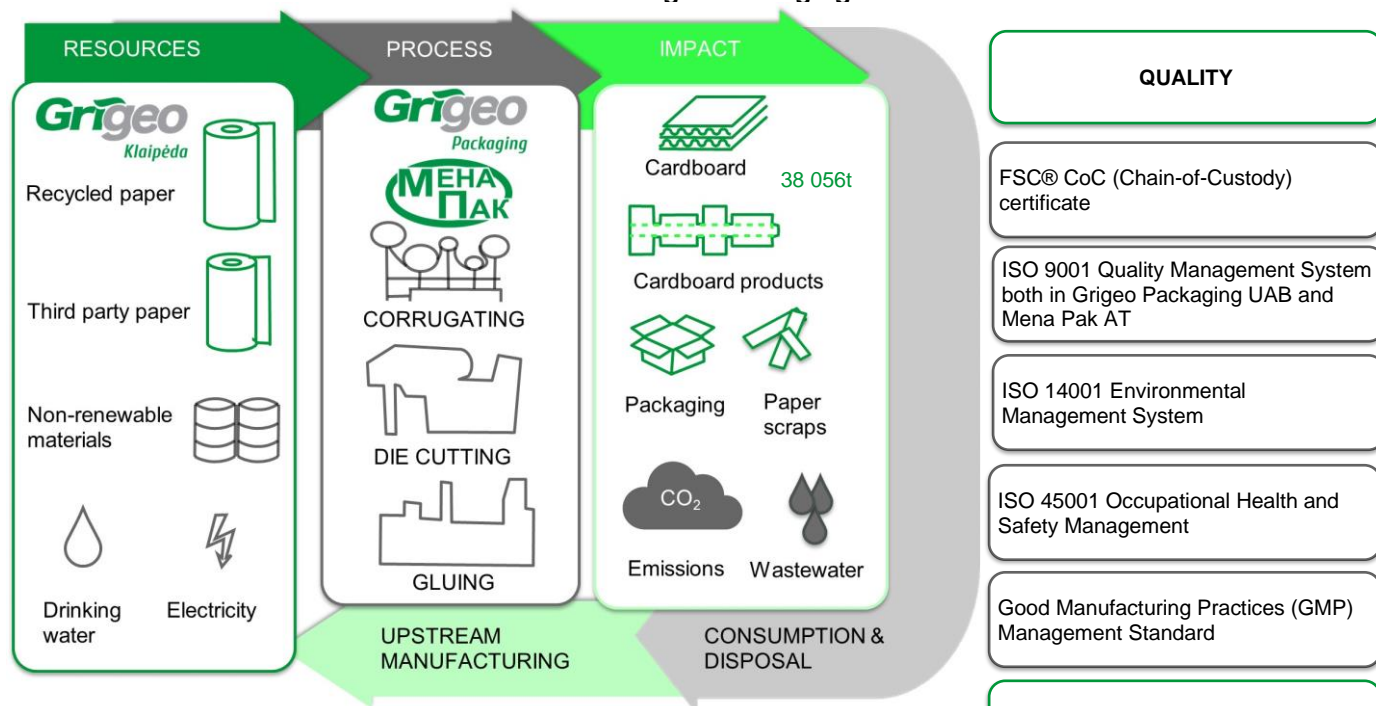 RESOURCES
PROCESS
IMPACT
Grigeo
Klaipėda
Recycled paper
Third party paper
Non-renewable
materials
Drinking
water
Electricity
Grigeo
Packaging
МЕНА
ПАК
CORRUGATING
DIE CUTTING
GLUING
Cardboard
38 056t
Cardboard products
Packaging
Paper
scraps
CO₂
Emissions
Wastewater
UPSTREAM
MANUFACTURING
CONSUMPTION &
DISPOSAL
QUALITY
FSC® CoC (Chain-of-Custody)
certificate
ISO 9001 Quality Management System
both in Grigeo Packaging UAB and
Mena Pak AT
ISO 14001 Environmental
Management System
ISO 45001 Occupational Health and
Safety Management
Good Manufacturing Practices (GMP)
Management Standard